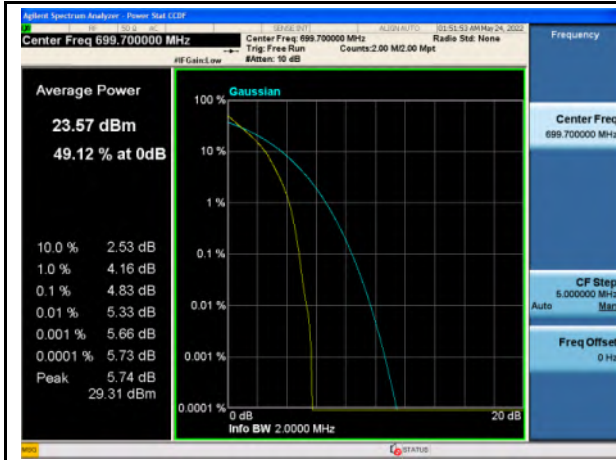 Agilent Spectrum Analyzer - Power Stat CCDF
RF 50 Ω AC SENSE:INT ALIGN AUTO 01:51:53 AM May 24, 2022
Center Freq 699.700000 MHz
Center Freq: 699.700000 MHz Radio Std: None
Trig: Free Run Counts:2.00 M/2.00 Mpt
#IFGain:Low #Atten: 10 dB
Frequency
Average Power
23.57 dBm
49.12 % at 0dB
10.0 % 2.53 dB
1.0 % 4.16 dB
0.1 % 4.83 dB
0.01 % 5.33 dB
0.001 % 5.66 dB
0.0001 % 5.73 dB
Peak 5.74 dB
29.31 dBm
Gaussian
100 %
10 %
1 %
0.1 %
0.01 %
0.001 %
0.0001 %
0 dB 20 dB
Info BW 2.0000 MHz
Center Freq
699.700000 MHz
CF Step
5.000000 MHz
Auto Man
Freq Offset
0 Hz
MSG STATUS